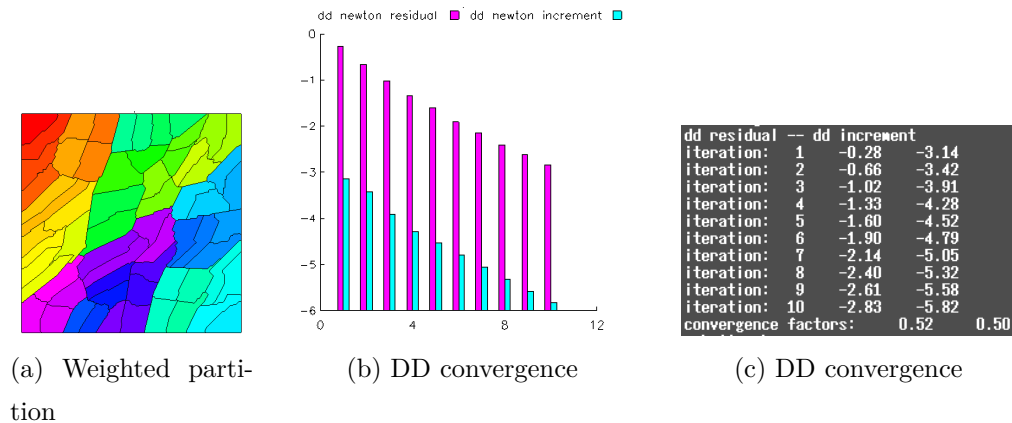 dd newton residual dd newton increment
0
-1
-2
-3
-4
-5
-6
0 4 8 12
dd residual -- dd increment
iteration: 1 -0.28 -3.14
iteration: 2 -0.66 -3.42
iteration: 3 -1.02 -3.91
iteration: 4 -1.33 -4.28
iteration: 5 -1.60 -4.52
iteration: 6 -1.90 -4.79
iteration: 7 -2.14 -5.05
iteration: 8 -2.40 -5.32
iteration: 9 -2.61 -5.58
iteration: 10 -2.83 -5.82
convergence factors: 0.52 0.50
(a) Weighted parti-
tion
(b) DD convergence
(c) DD convergence